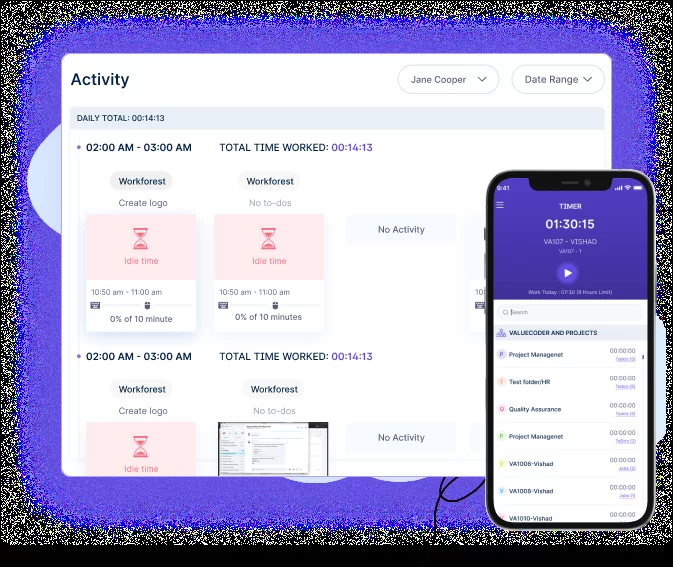 Activity
Jane Cooper
Date Range
DAILY TOTAL: 00:14:13
02:00 AM - 03:00 AM TOTAL TIME WORKED: 00:14:13
Workforest Workforest
Create logo No to-dos
No Activity
Idle time Idle time
10:50 am - 11:00 am 10:50 am - 11:00 am 10:50
0% of 10 minute 0% of 10 minutes
02:00 AM - 03:00 AM TOTAL TIME WORKED: 00:14:13
Workforest Workforest
Create logo No to-dos
No Activity
Idle time
9:41
TIMER
01:30:15
VA107 - VISHAD
VA107 - 1
Work Today : 07:30 (8 Hours Limit)
Search
VALUECODER AND PROJECTS
P Project Managenet 00:00:00
T Test folder/HR 00:00:00
Q Quality Assurance 00:00:00
P Project Managenet 00:00:00
V VA1006-Vishad 00:00:00
V VA1008-Vishad 00:00:00
VA1010-Vishad 00:00:00